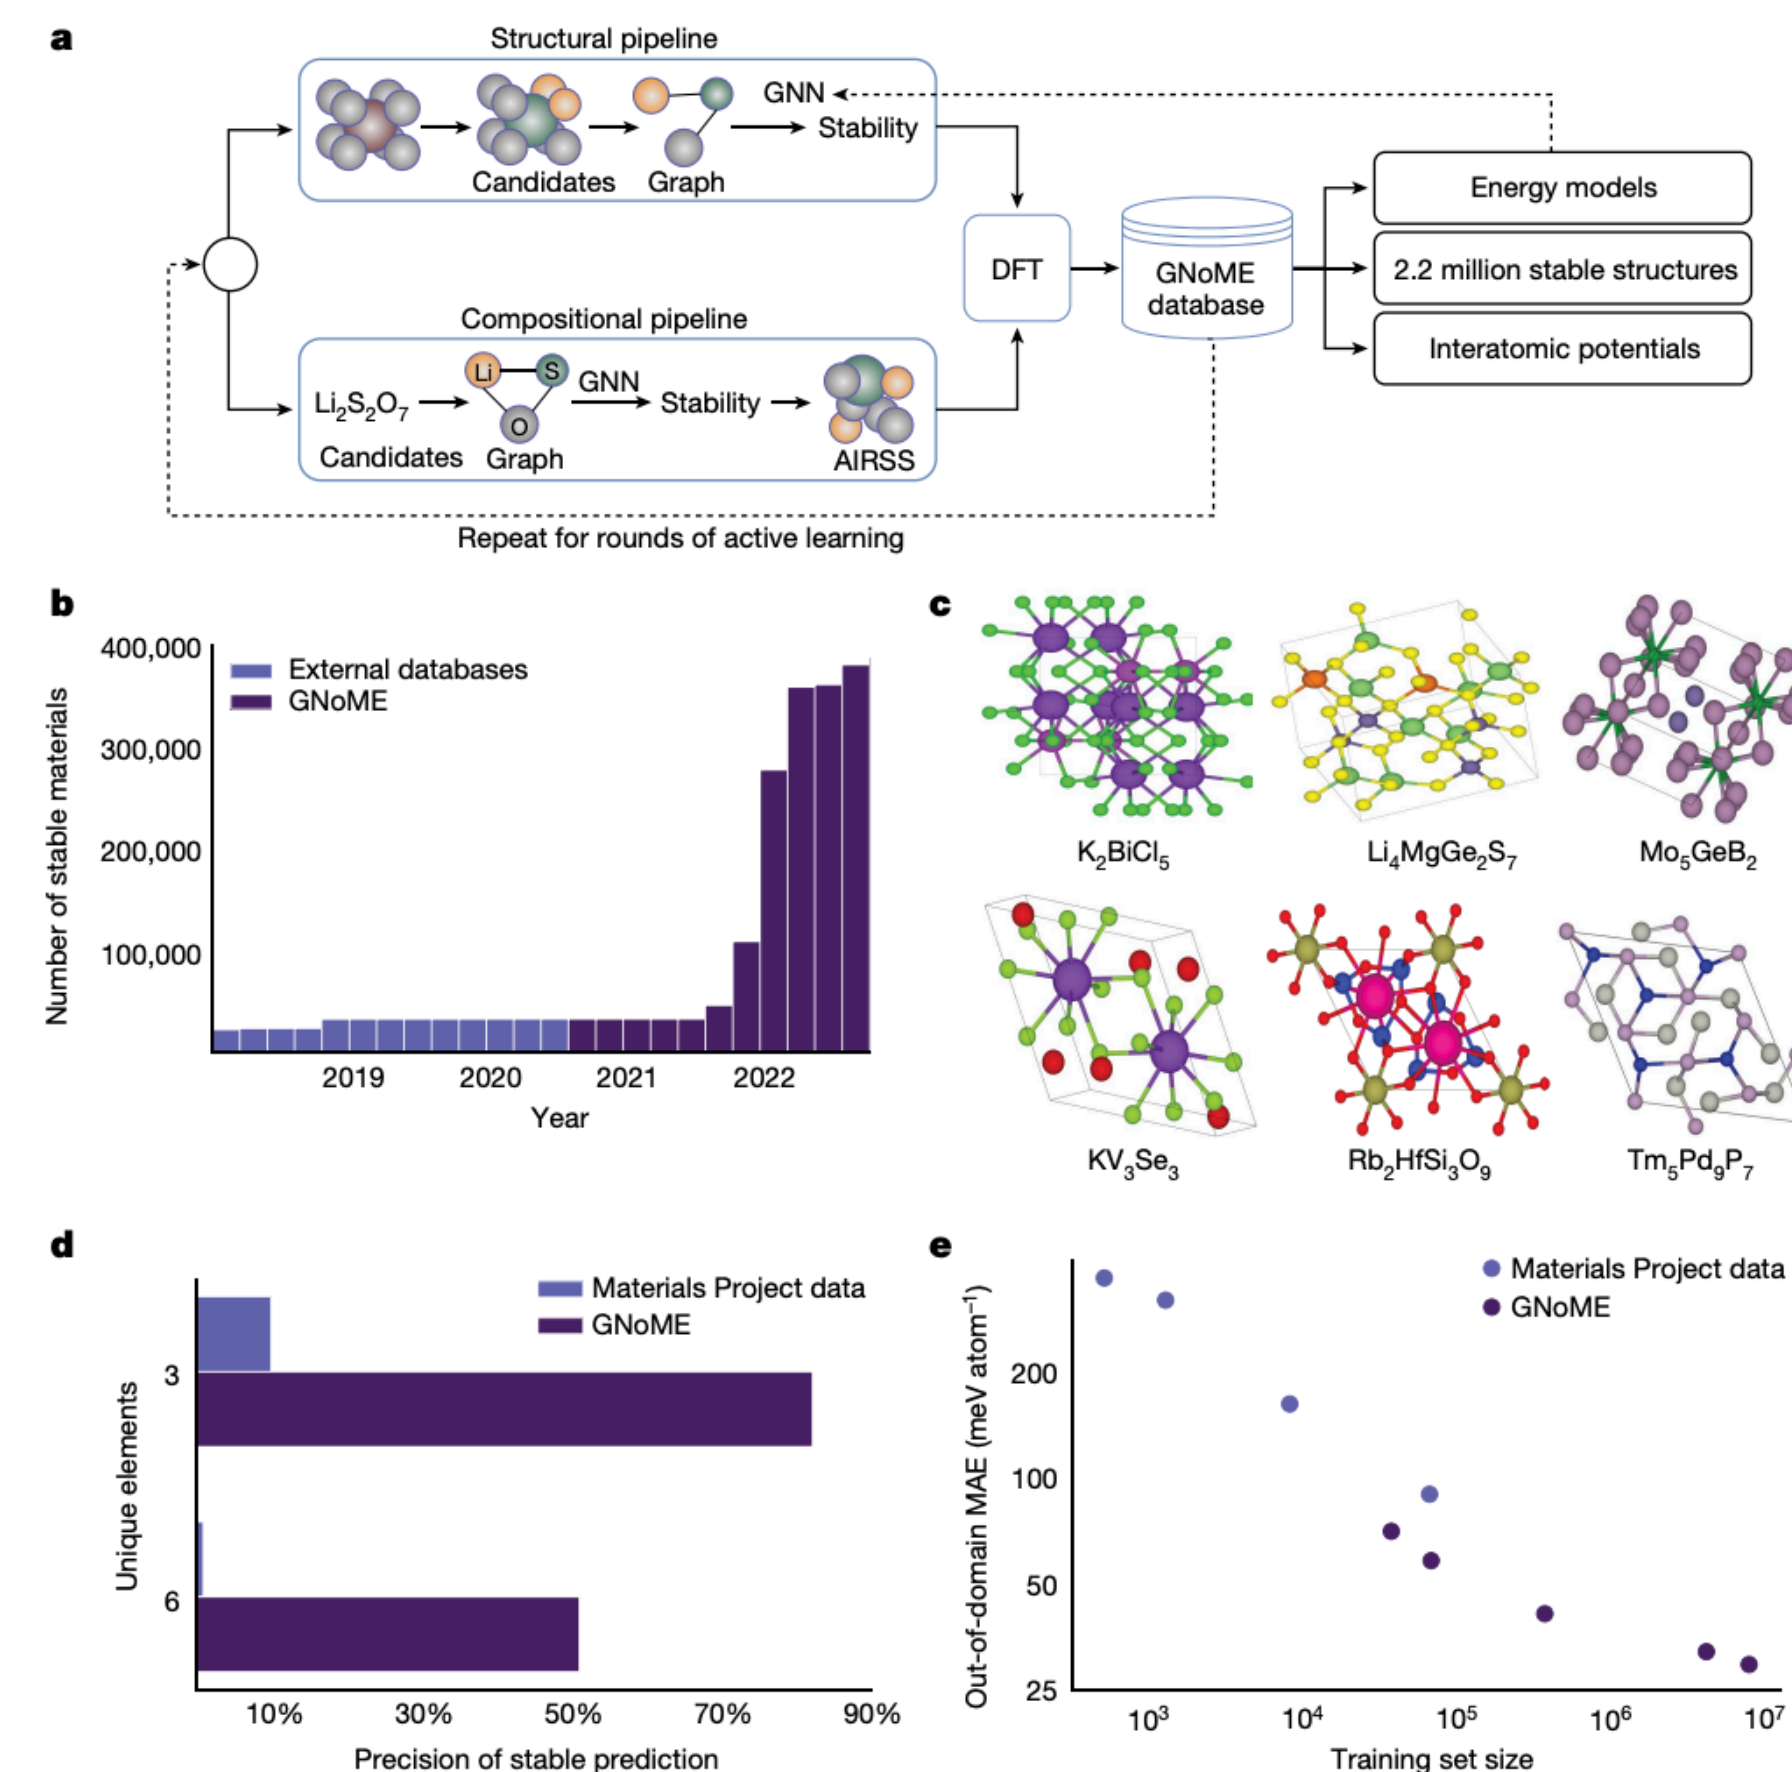 a
Structural pipeline
GNN
Stability
Candidates
Graph
Energy models
2.2 million stable structures
Interatomic potentials
DFT
GNoME
database
Compositional pipeline
Li₂S₂O₇
Li
S
O
GNN
Stability
Candidates
Graph
AIRSS
Repeat for rounds of active learning
b
400,000
300,000
200,000
100,000
Number of stable materials
External databases
GNoME
2019 2020 2021 2022
Year
c
K₂BiCl₅
Li₄MgGe₂S₇
Mo₅GeB₂
KV₃Se₃
Rb₂HfSi₃O₉
Tm₅Pd₉P₇
d
Materials Project data
GNoME
Unique elements
3
6
10% 30% 50% 70% 90%
Precision of stable prediction
e
Materials Project data
GNoME
Out-of-domain MAE (meV atom⁻¹)
200
100
50
25
10³ 10⁴ 10⁵ 10⁶ 10⁷
Training set size